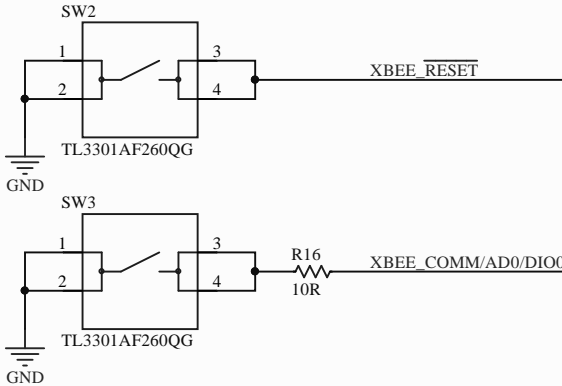 SW2
1
3
XBEE_RESET
2
4
TL3301AF260QG
GND
SW3
1
3
R16
XBEE_COMM/AD0/DIO0
2
4
10R
TL3301AF260QG
GND